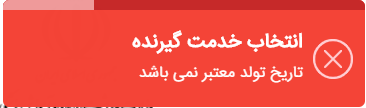 انتخاب خدمت گیرنده
تاریخ تولد معتبر نمی باشد